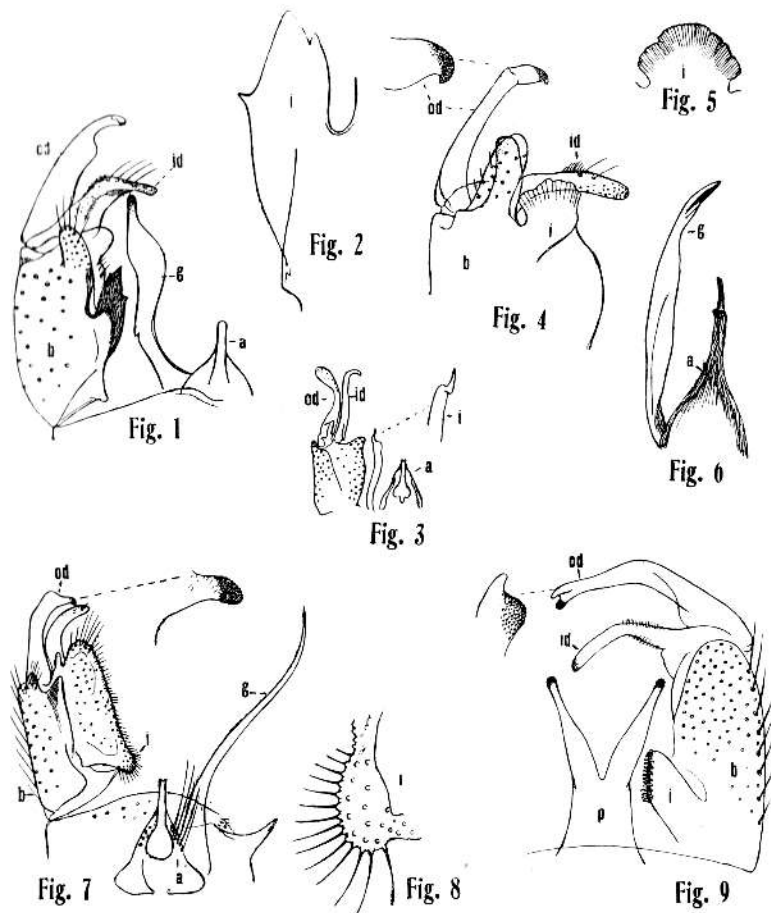 od
id
g
b
a
Fig. 1
i
Fig. 2
od
id
a
i
Fig. 3
od
id
b
i
Fig. 4
i
Fig. 5
g
a
Fig. 6
od
g
i
b
a
Fig. 7
i
Fig. 8
od
id
p
i
b
Fig. 9